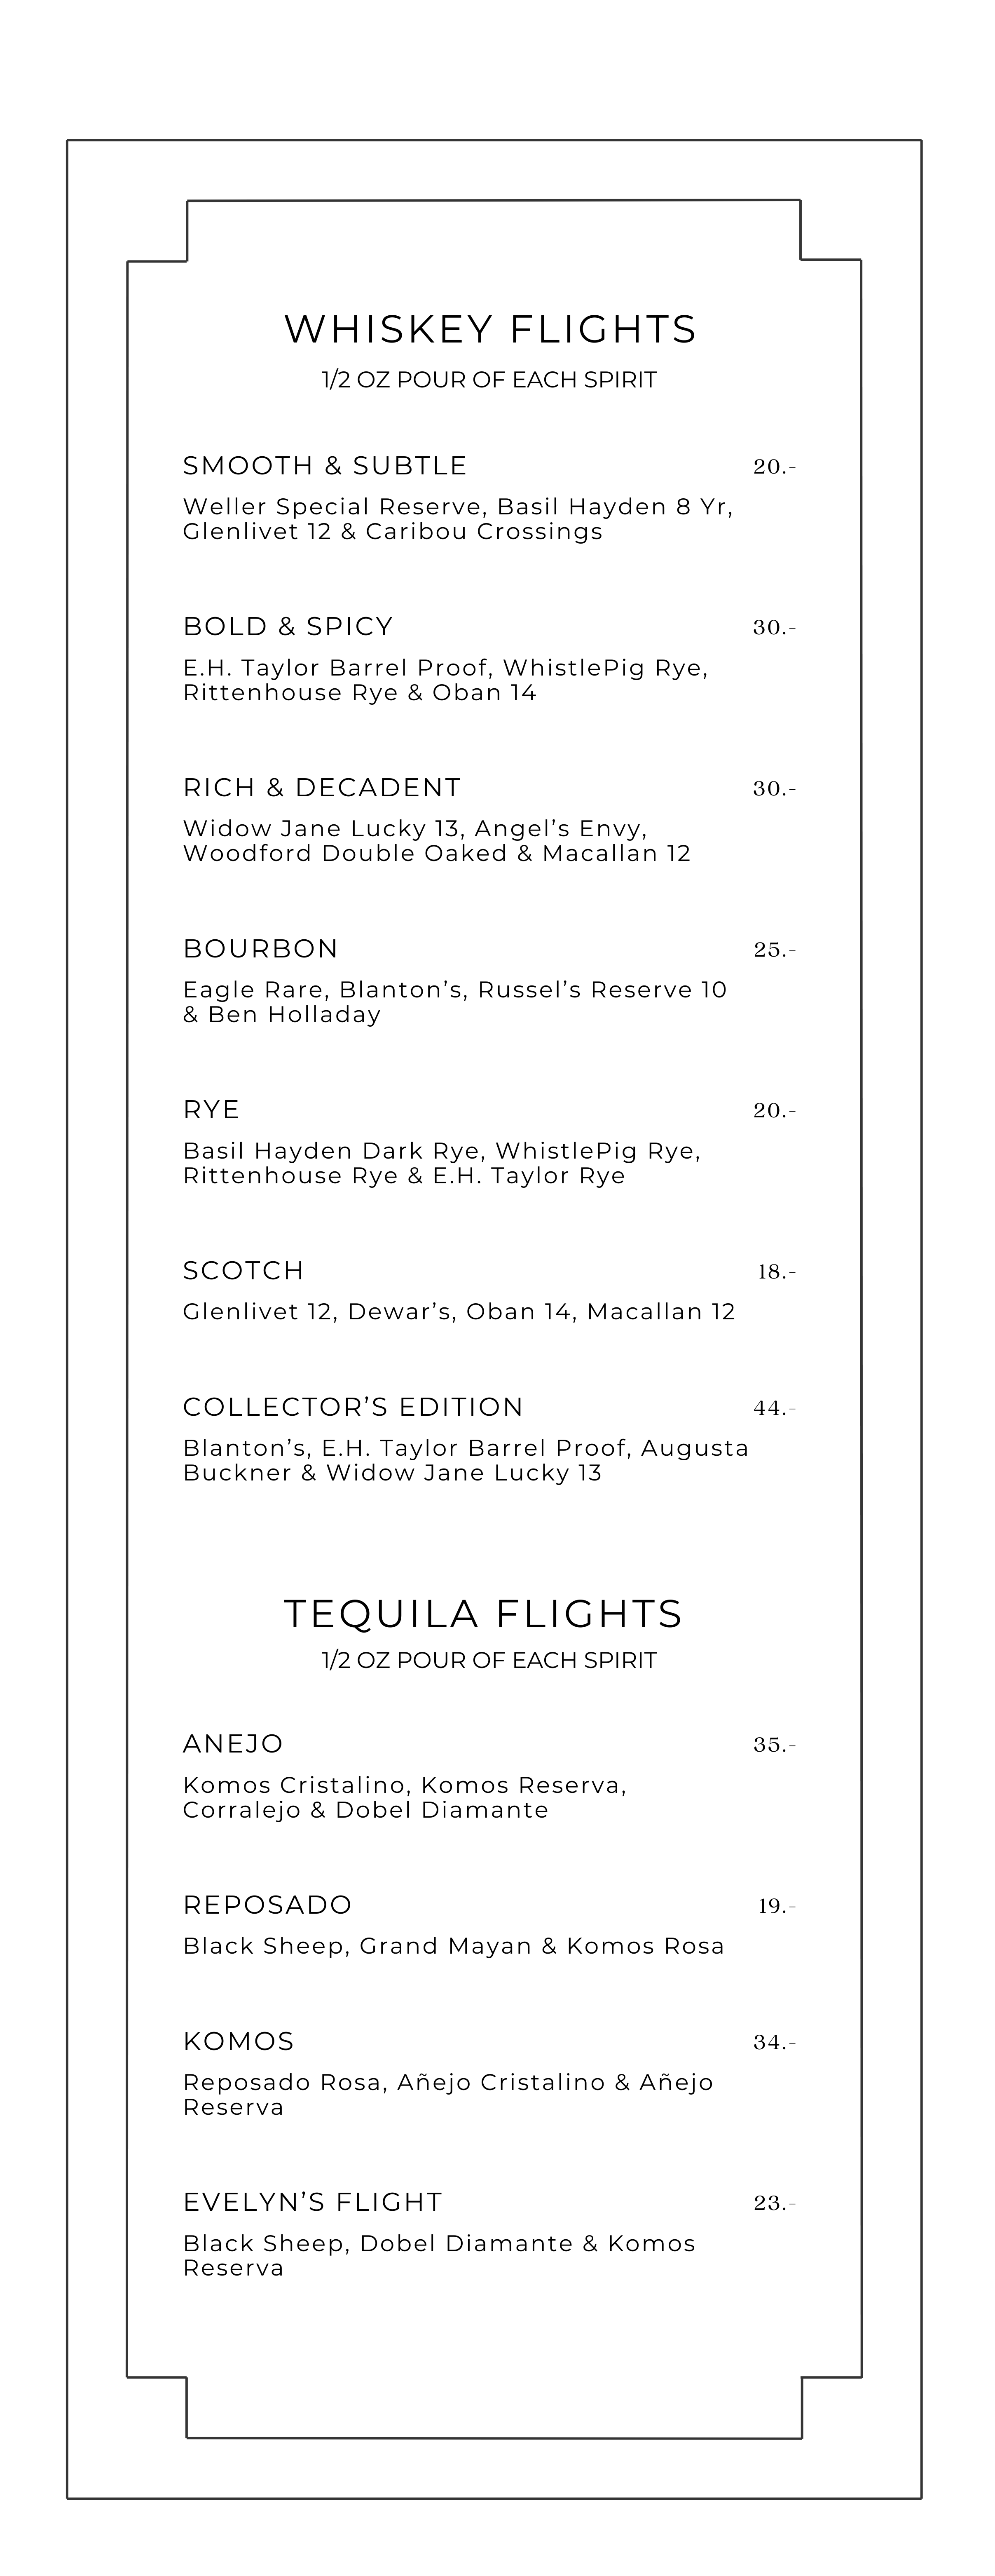 WHISKEY FLIGHTS
1/2 OZ POUR OF EACH SPIRIT
SMOOTH & SUBTLE 20.-
Weller Special Reserve, Basil Hayden 8 Yr,
Glenlivet 12 & Caribou Crossings
BOLD & SPICY 30.-
E.H. Taylor Barrel Proof, WhistlePig Rye,
Rittenhouse Rye & Oban 14
RICH & DECADENT 30.-
Widow Jane Lucky 13, Angel’s Envy,
Woodford Double Oaked & Macallan 12
BOURBON 25.-
Eagle Rare, Blanton’s, Russel’s Reserve 10
& Ben Holladay
RYE 20.-
Basil Hayden Dark Rye, WhistlePig Rye,
Rittenhouse Rye & E.H. Taylor Rye
SCOTCH 18.-
Glenlivet 12, Dewar’s, Oban 14, Macallan 12
COLLECTOR’S EDITION 44.-
Blanton’s, E.H. Taylor Barrel Proof, Augusta
Buckner & Widow Jane Lucky 13
TEQUILA FLIGHTS
1/2 OZ POUR OF EACH SPIRIT
ANEJO 35.-
Komos Cristalino, Komos Reserva,
Corralejo & Dobel Diamante
REPOSADO 19.-
Black Sheep, Grand Mayan & Komos Rosa
KOMOS 34.-
Reposado Rosa, Añejo Cristalino & Añejo
Reserva
EVELYN’S FLIGHT 23.-
Black Sheep, Dobel Diamante & Komos
Reserva